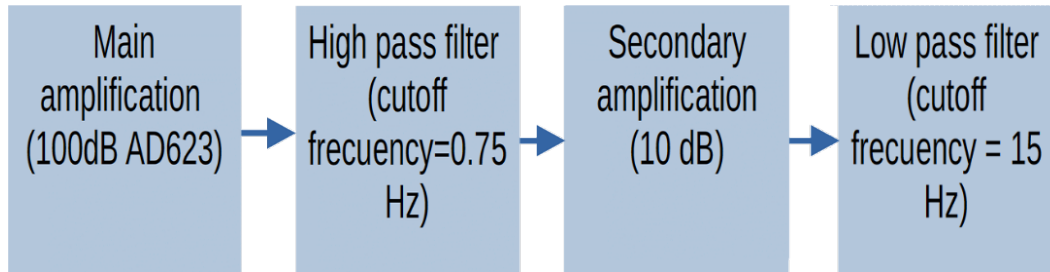 Main
amplification
(100dB AD623)
High pass filter
(cutoff
frecuency=0.75
Hz)
Secondary
amplification
(10 dB)
Low pass filter
(cutoff
frecuency = 15
Hz)